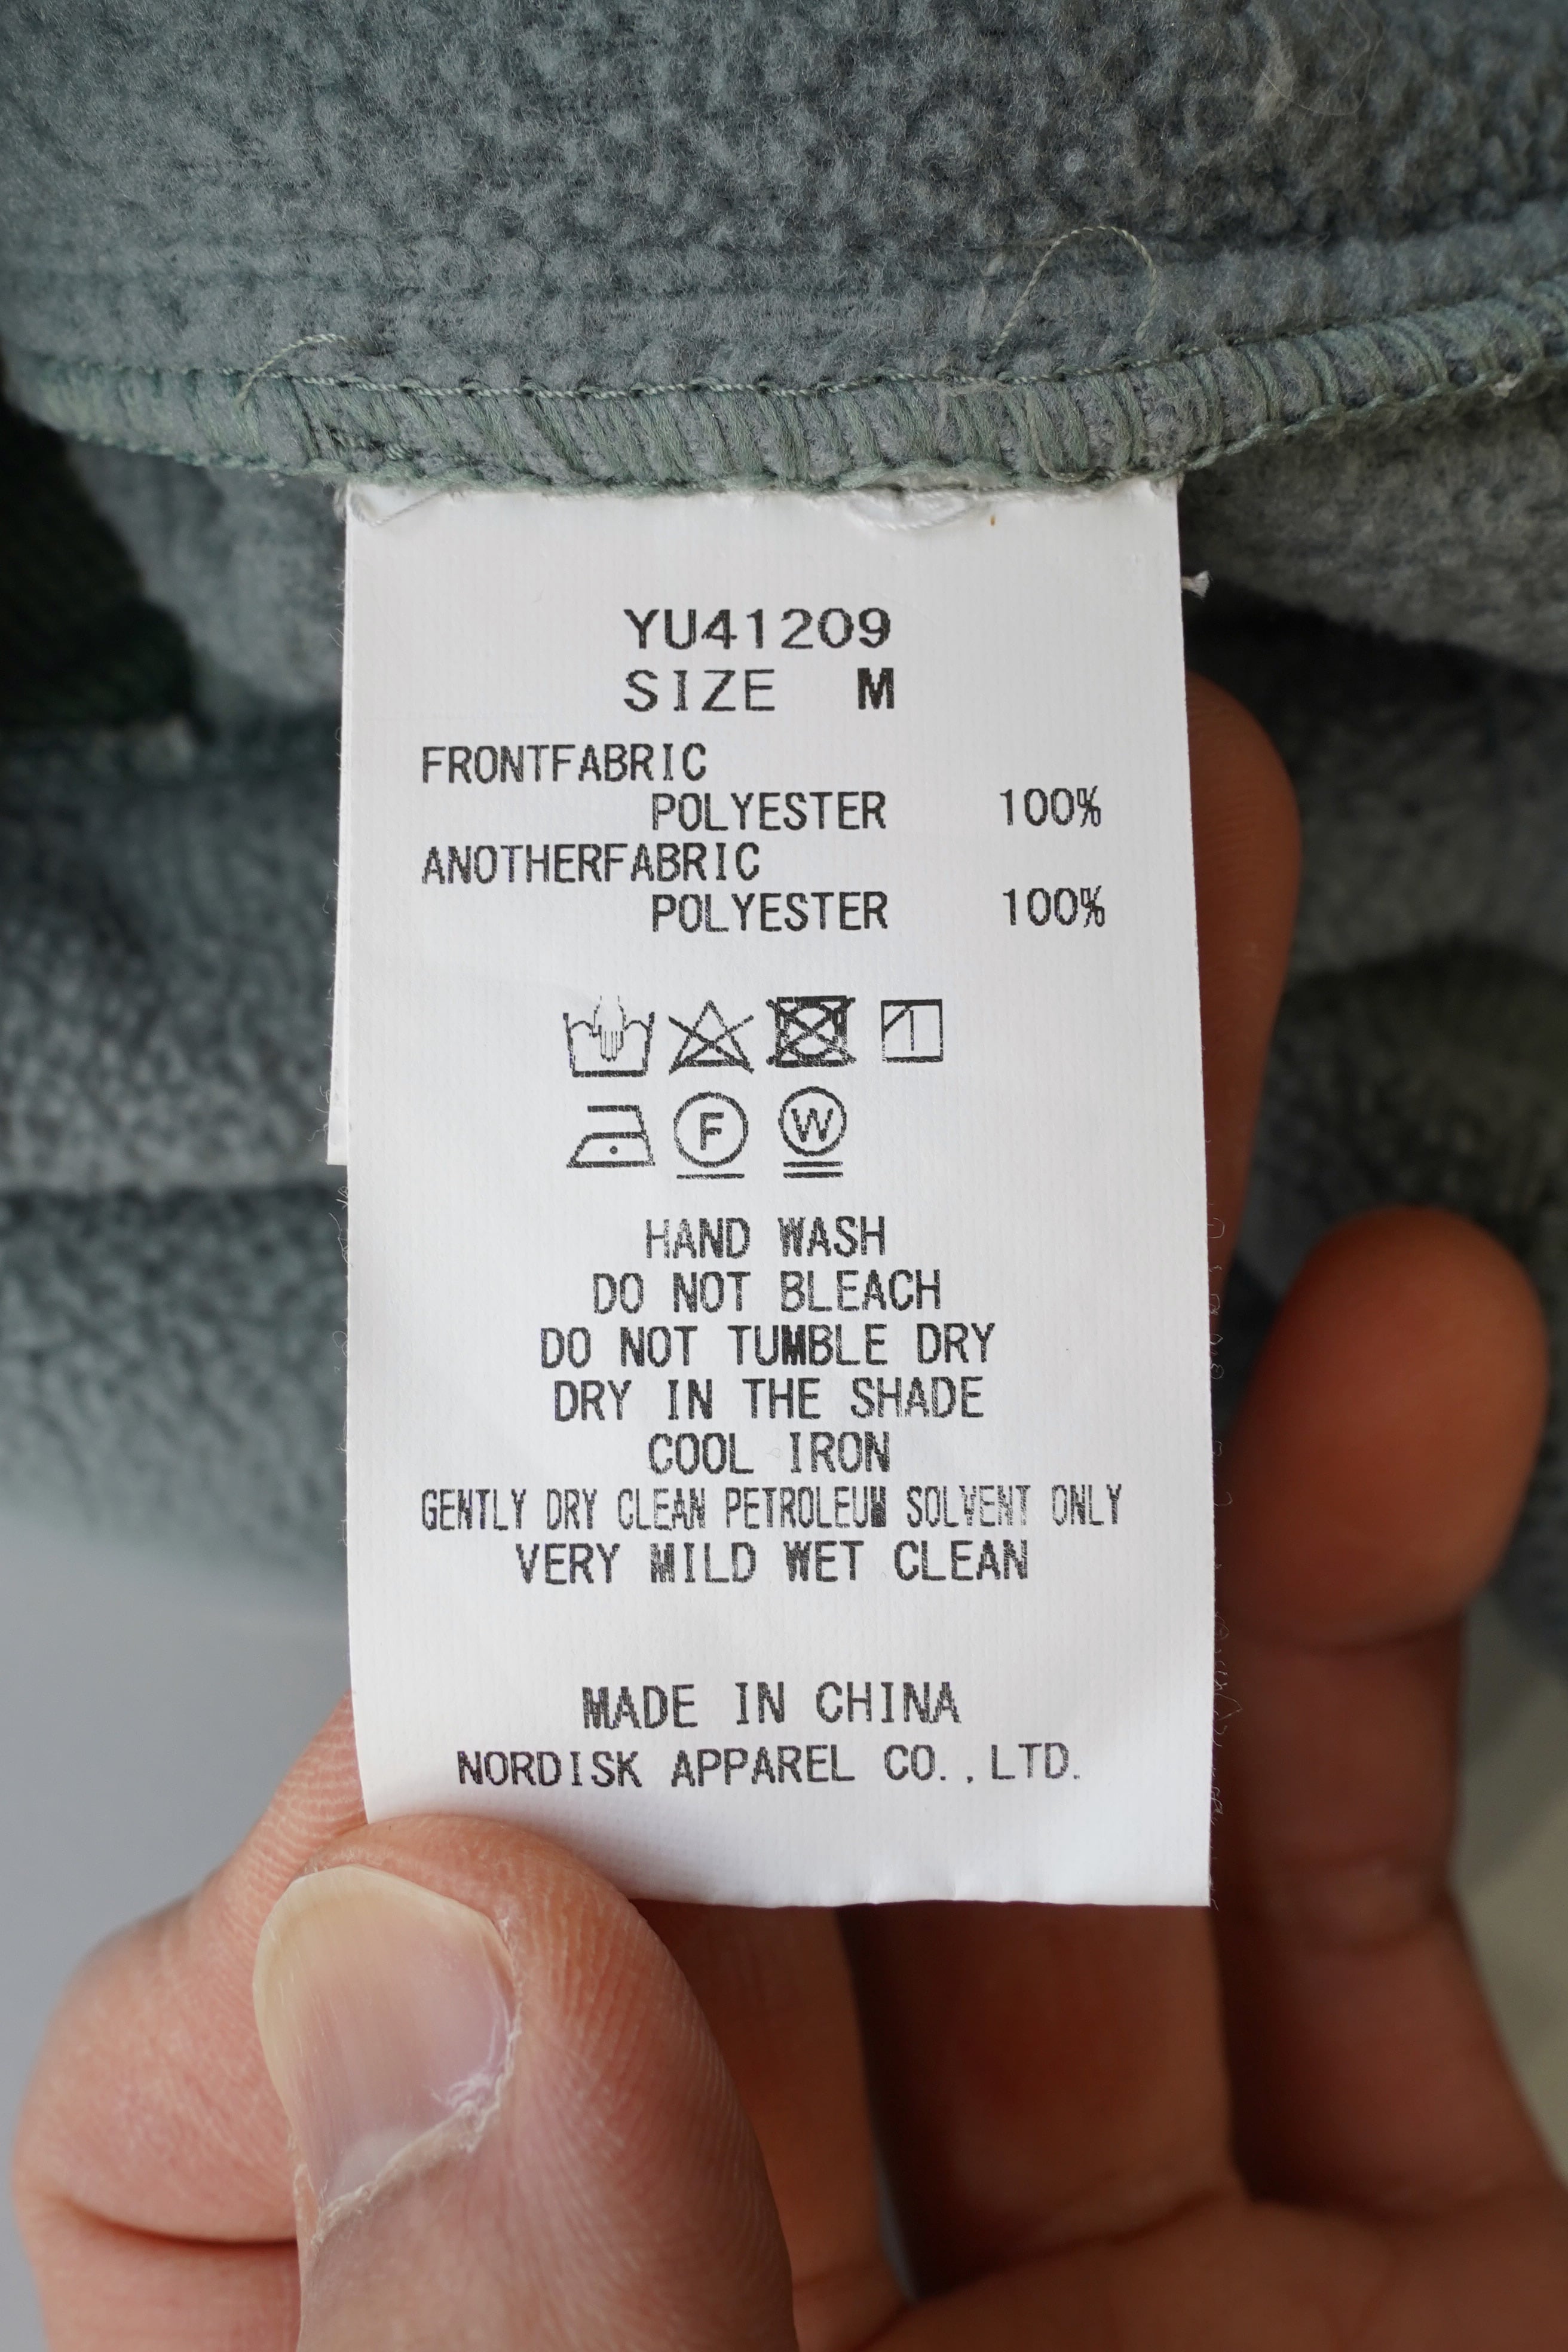 YU41209
SIZE M
FRONTFABRIC
POLYESTER 100%
ANOTHERFABRIC
POLYESTER 100%
F W
HAND WASH
DO NOT BLEACH
DO NOT TUMBLE DRY
DRY IN THE SHADE
COOL IRON
GENTLY DRY CLEAN PETROLEUM SOLVENT ONLY
VERY MILD WET CLEAN
MADE IN CHINA
NORDISK APPAREL CO.,LTD.